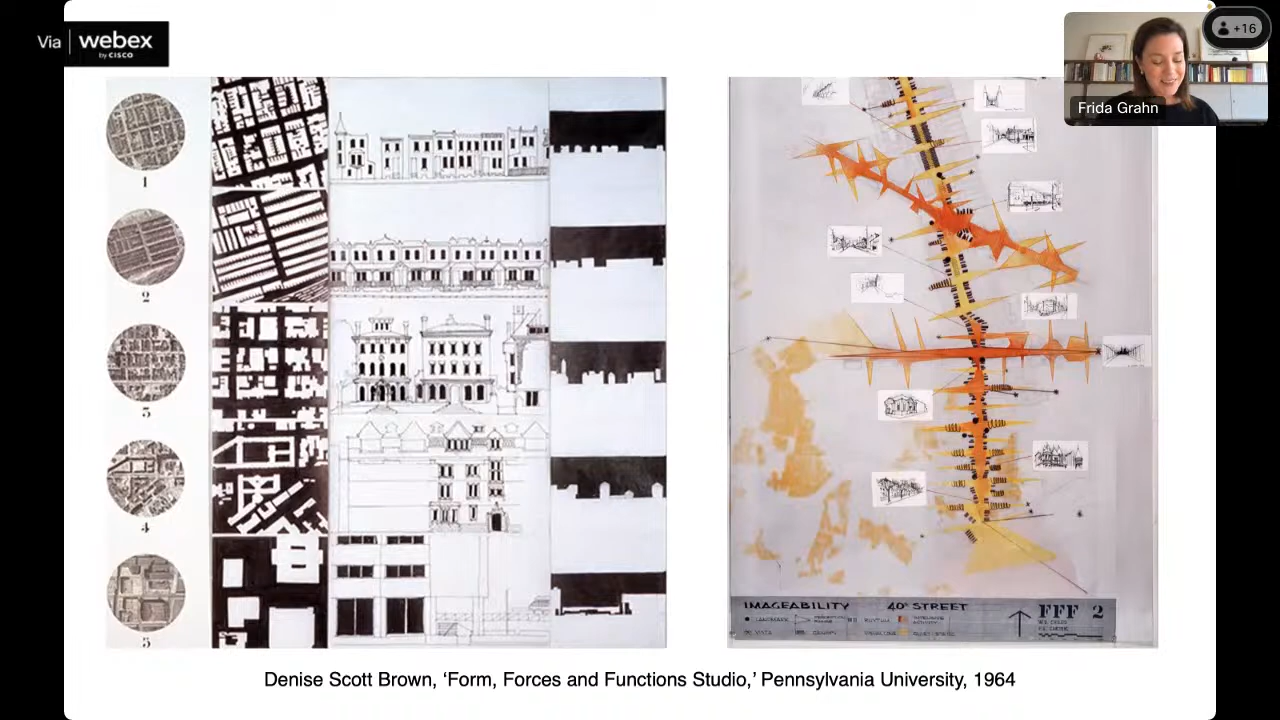 Via webex
by CISCO
+16
Frida Grahn
1
2
3
4
5
IMAGEABILITY 40th STREET
FFF 2
Denise Scott Brown, ‘Form, Forces and Functions Studio,’ Pennsylvania University, 1964